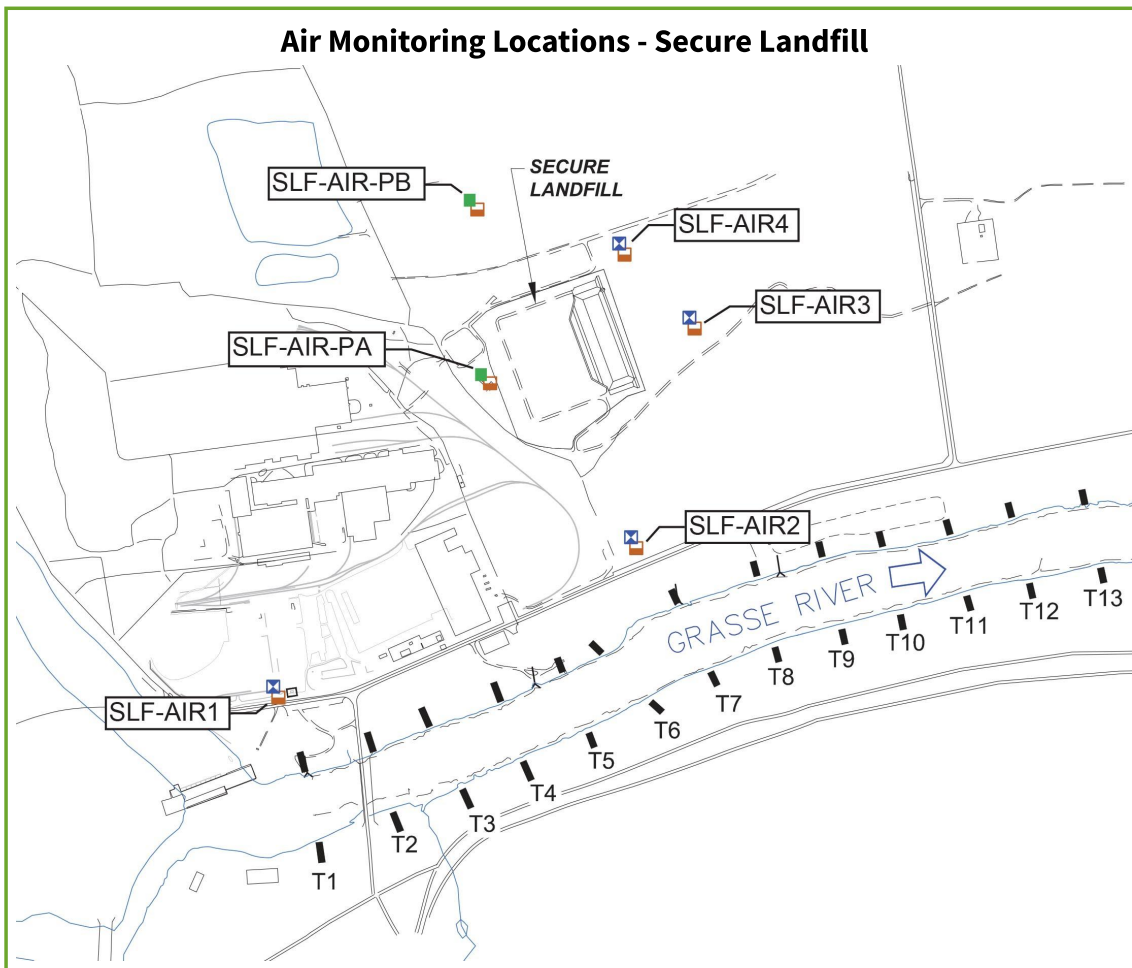 Air Monitoring Locations - Secure Landfill
SLF-AIR-PB
SECURE
LANDFILL
SLF-AIR4
SLF-AIR3
SLF-AIR-PA
SLF-AIR2
GRASSE RIVER
SLF-AIR1
T1
T2
T3
T4
T5
T6
T7
T8
T9
T10
T11
T12
T13